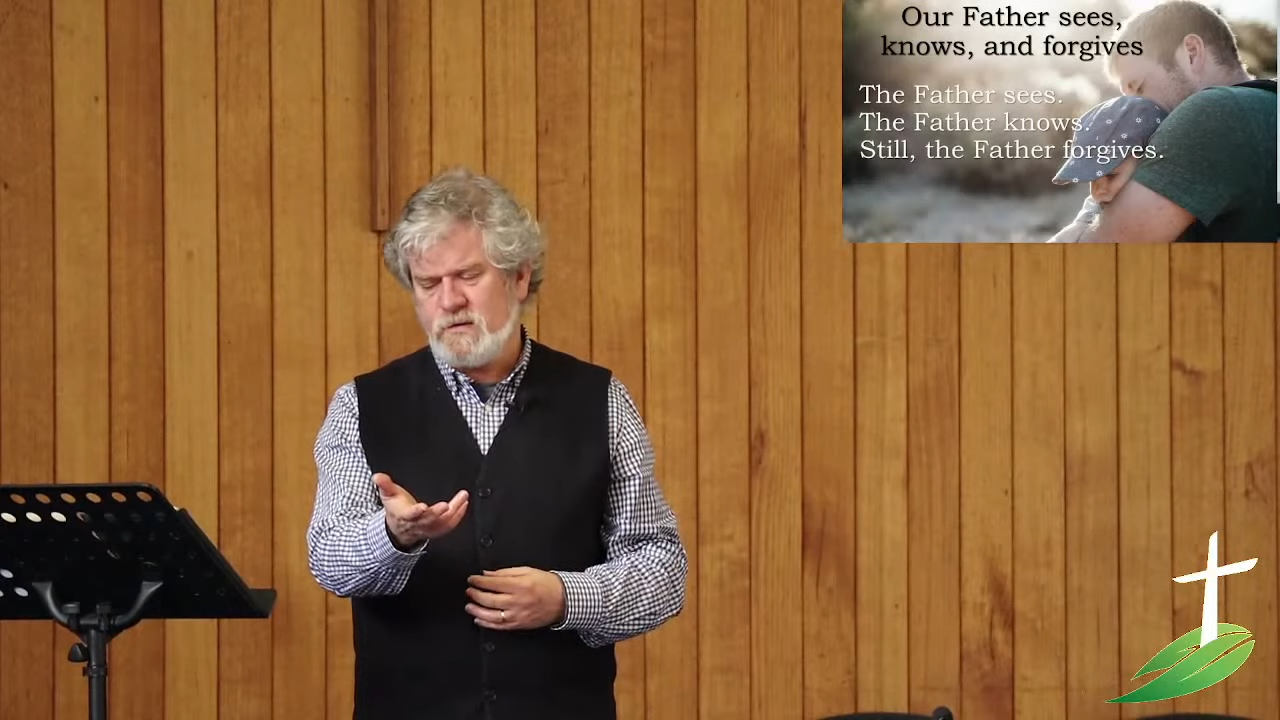 Our Father sees,
knows, and forgives
The Father sees.
The Father knows.
Still, the Father forgives.